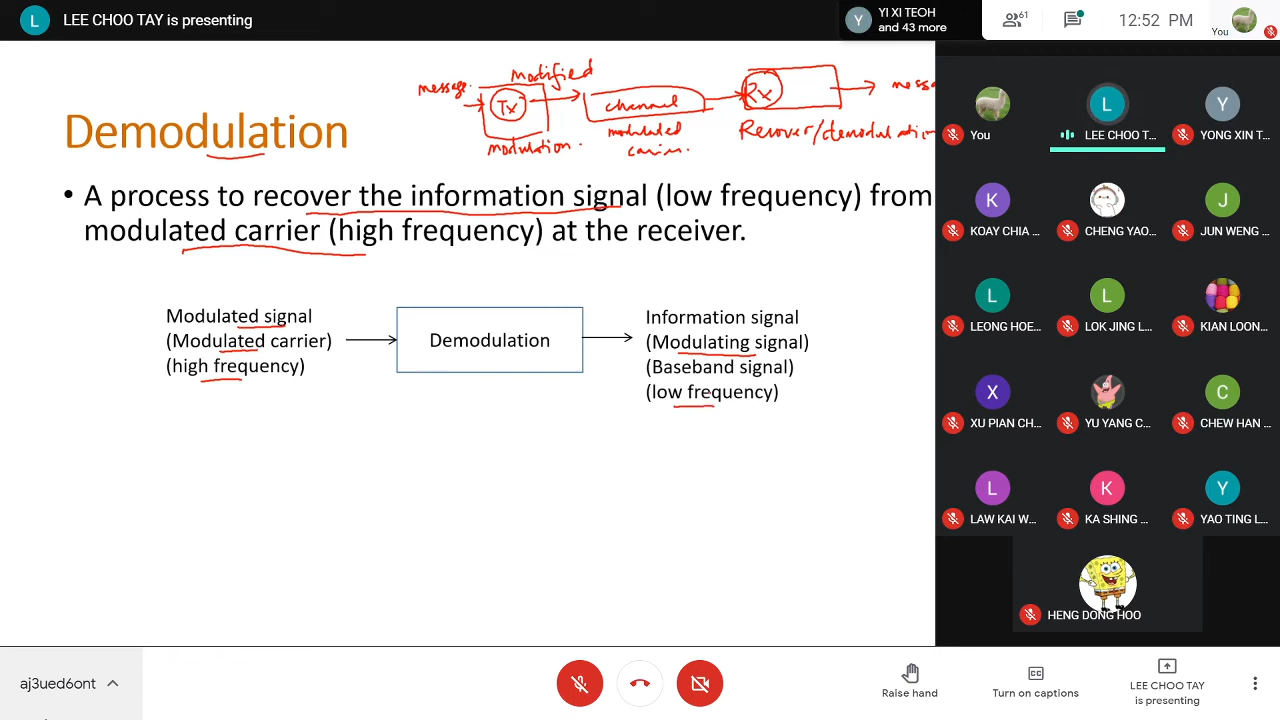 L LEE CHOO TAY is presenting
Y YI XI TEOH
and 43 more
61
12:52 PM
You
message
modified
Tx
channel
Rx
modulation.
modulated
carrier.
Recover/demodulation
Demodulation
• A process to recover the information signal (low frequency) from
modulated carrier (high frequency) at the receiver.
Modulated signal
(Modulated carrier)
(high frequency)
Demodulation
Information signal
(Modulating signal)
(Baseband signal)
(low frequency)
L Y
You LEE CHOO T... YONG XIN T...
K J
KOAY CHIA ... CHENG YAO... JUN WENG ...
L L
LEONG HOE... LOK JING L... KIAN LOON...
X C
XU PIAN CH... YU YANG C... CHEW HAN ...
L K Y
LAW KAI W... KA SHING ... YAO TING L...
HENG DONG HOO
aj3ued6ont
Raise hand
Turn on captions
LEE CHOO TAY
is presenting